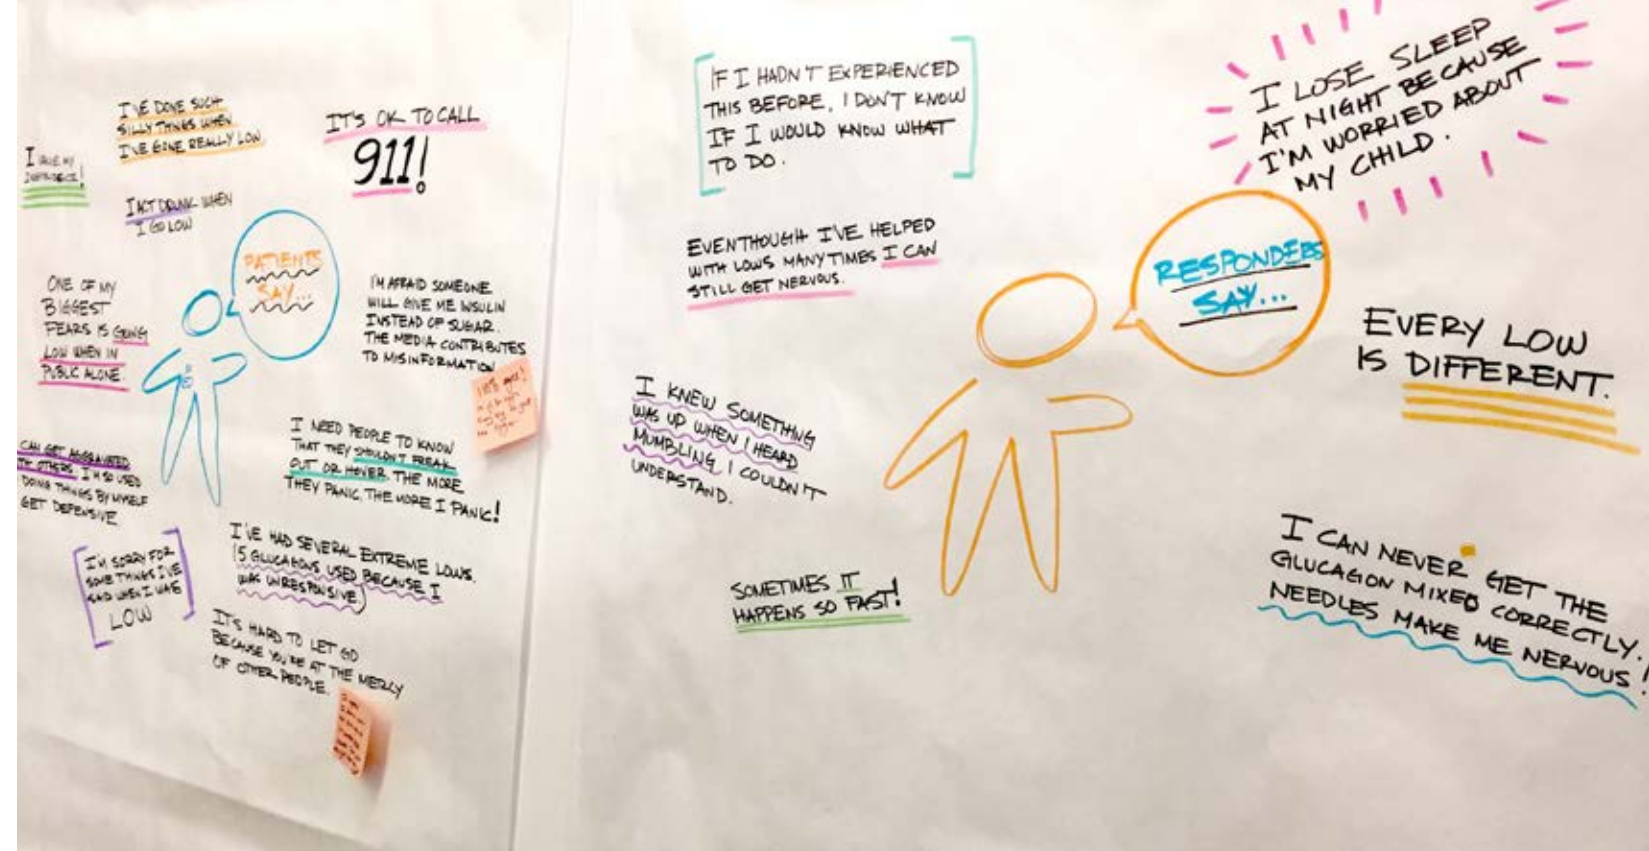 I'VE DONE SUCH
SILLY THINGS WHEN
I'VE GONE REALLY LOW
IT'S OK TO CALL
911!
I VALUE MY
INDEPENDENCE!
I ACT DRUNK WHEN
I GO LOW
PATIENTS
SAY...
ONE OF MY
BIGGEST
FEARS IS GOING
LOW WHEN IN
PUBLIC ALONE.
I'M AFRAID SOMEONE
WILL GIVE ME INSULIN
INSTEAD OF SUGAR.
THE MEDIA CONTRIBUTES
TO MISINFORMATION
I NEED PEOPLE TO KNOW
THAT THEY SHOULDN'T FREAK
OUT OR HOVER. THE MORE
THEY PANIC, THE MORE I PANIC!
CAN GET AGGRAVATED
OTHERS. I'M SO USED
DOING THINGS BY MYSELF
GET DEFENSIVE
I'VE HAD SEVERAL EXTREME LOWS.
(5 GLUCAGONS USED BECAUSE I
WAS UNRESPONSIVE)
I'M SORRY FOR
SOME THINGS I'VE
SAID WHEN I WAS
LOW
IT'S HARD TO LET GO
BECAUSE YOU'RE AT THE MERCY
OF OTHER PEOPLE.
IF I HADN'T EXPERIENCED
THIS BEFORE, I DON'T KNOW
IF I WOULD KNOW WHAT
TO DO.
I LOSE SLEEP
AT NIGHT BECAUSE
I'M WORRIED ABOUT
MY CHILD.
EVENTHOUGH I'VE HELPED
WITH LOWS MANY TIMES I CAN
STILL GET NERVOUS.
RESPONDERS
SAY...
EVERY LOW
IS DIFFERENT.
I KNEW SOMETHING
WAS UP WHEN I HEARD
MUMBLING I COULDN'T
UNDERSTAND.
SOMETIMES IT
HAPPENS SO FAST!
I CAN NEVER GET THE
GLUCAGON MIXED CORRECTLY.
NEEDLES MAKE ME NERVOUS!